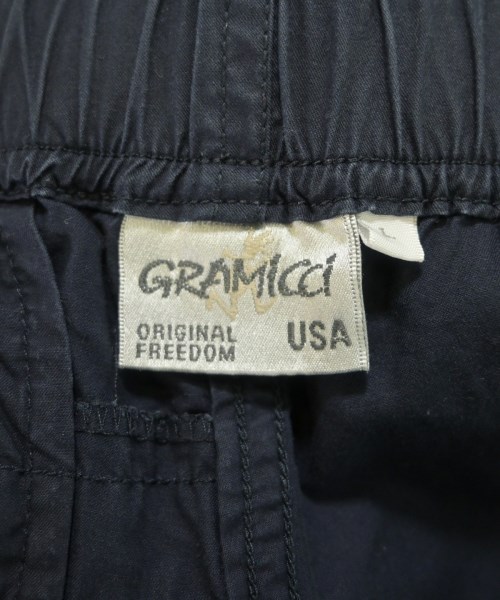 GRAMICCi
ORIGINAL
FREEDOM
USA
L